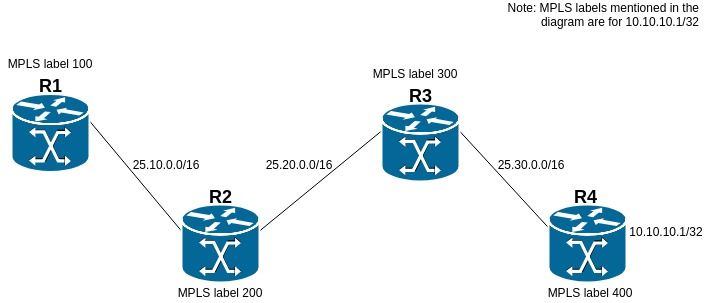 Note: MPLS labels mentioned in the
diagram are for 10.10.10.1/32
MPLS label 100
R1
MPLS label 300
R3
25.10.0.0/16
25.20.0.0/16
25.30.0.0/16
R2
R4
10.10.10.1/32
MPLS label 200
MPLS label 400